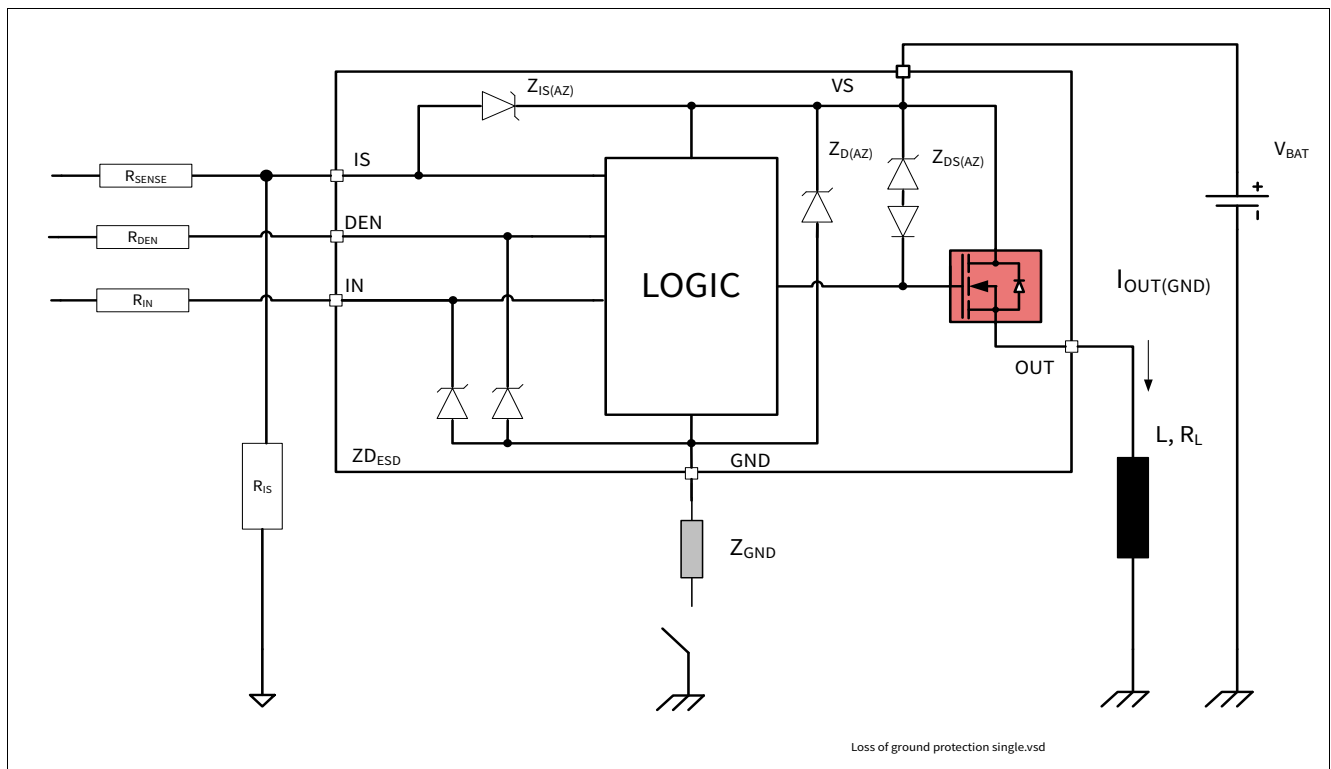 VS
ZIS(AZ)
ZD(AZ)
ZDS(AZ)
VBAT
IS
RSENSE
DEN
RDEN
IN
RIN
LOGIC
IOUT(GND)
OUT
L, RL
ZDESD
GND
RIS
ZGND
Loss of ground protection single.vsd